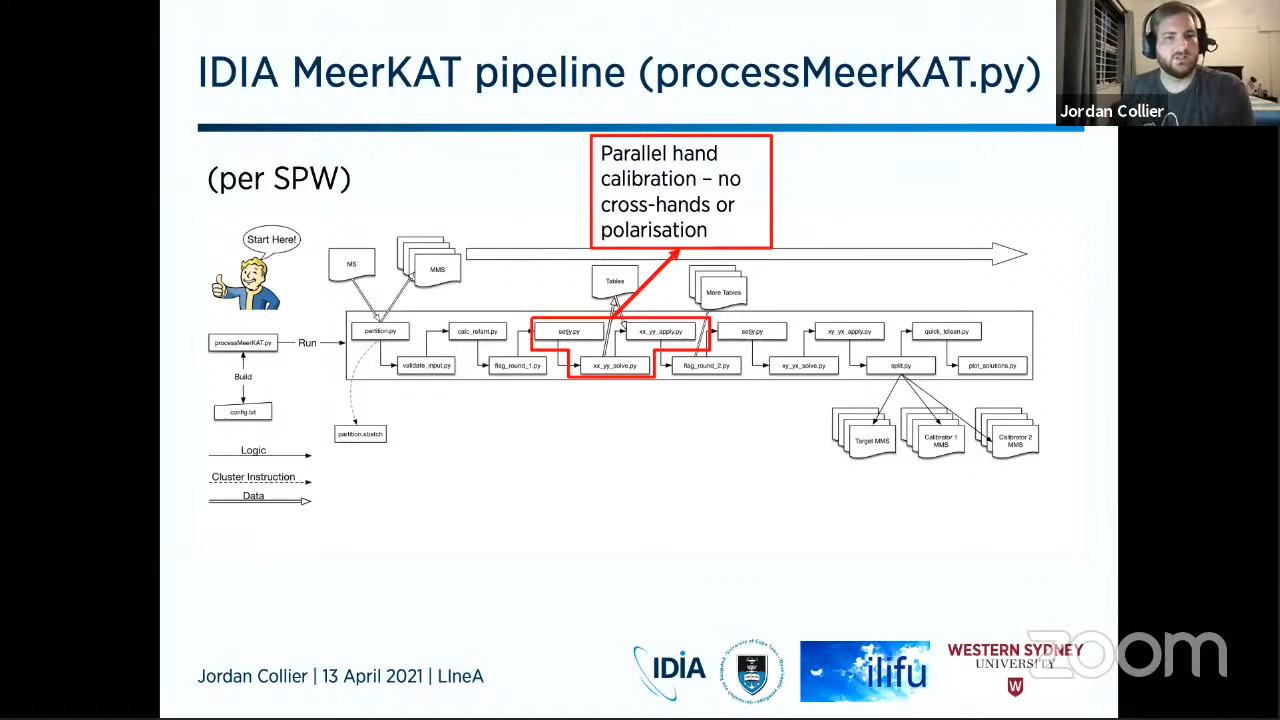 IDIA MeerKAT pipeline (processMeerKAT.py)
Jordan Collier
(per SPW)
Parallel hand
calibration – no
cross-hands or
polarisation
Start Here!
MS
MMS
Tables
More Tables
processMeerKAT.py
Run
partition.py
calc_refant.py
setjy.py
xx_yy_apply.py
setjy.py
xy_yx_apply.py
quick_tclean.py
validate_input.py
flag_round_1.py
xx_yy_solve.py
flag_round_2.py
xy_yx_solve.py
split.py
plot_solutions.py
Build
config.txt
partition.sbatch
Target MMS
Calibrator 1
MMS
Calibrator 2
MMS
Logic
Cluster Instruction
Data
Jordan Collier | 13 April 2021 | LIneA
IDIA
ilifu
WESTERN SYDNEY
UNIVERSITY
W
zoom